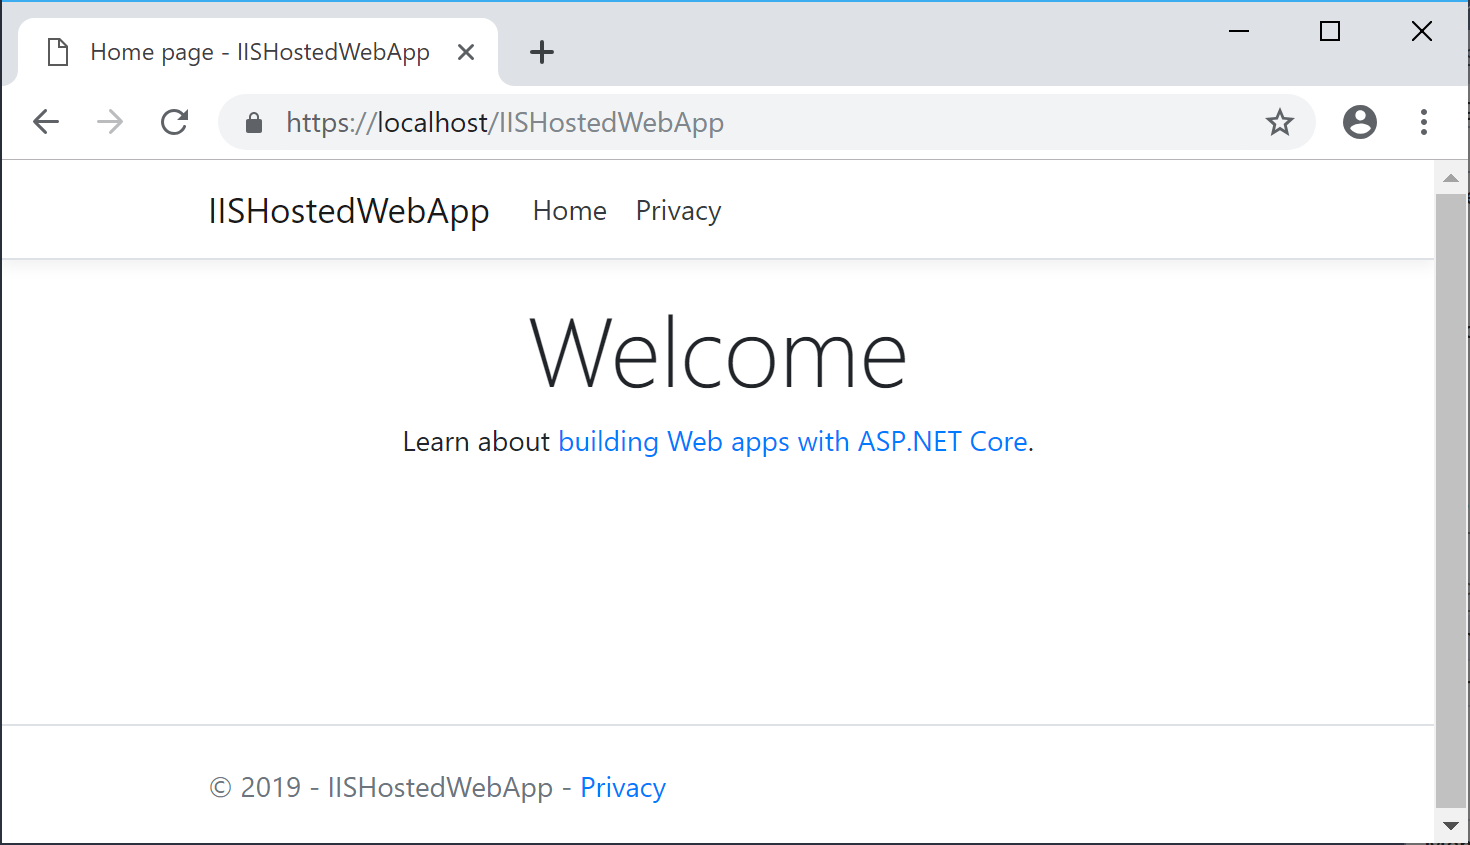 Home page - IISHostedWebApp
https://localhost/IISHostedWebApp
IISHostedWebApp Home Privacy
Welcome
Learn about building Web apps with ASP.NET Core.
© 2019 - IISHostedWebApp - Privacy